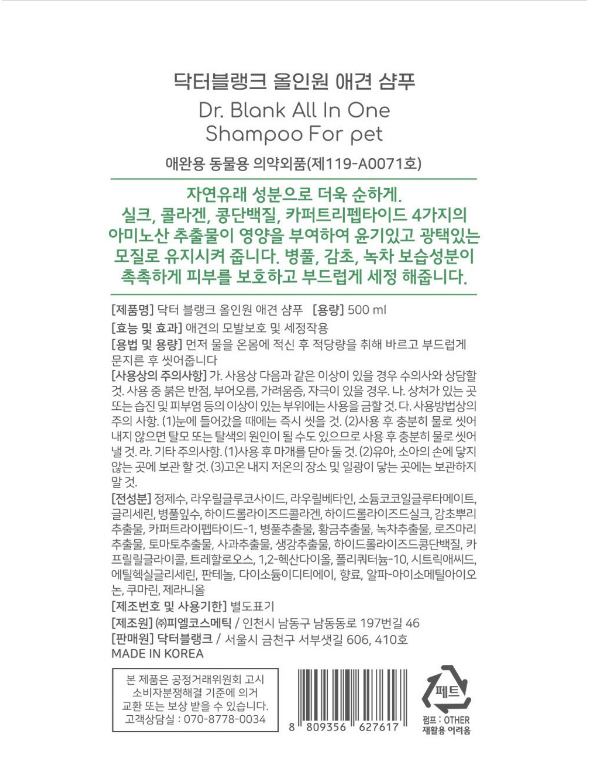 닥터블랭크 올인원 애견 샴푸
Dr. Blank All In One
Shampoo For pet
애완용 동물용 의약외품(제119-A0071호)
자연유래 성분으로 더욱 순하게.
실크, 콜라겐, 콩단백질, 카퍼트리펩타이드 4가지의
아미노산 추출물이 영양을 부여하여 윤기있고 광택있는
모질로 유지시켜 줍니다. 병풀, 감초, 녹차 보습성분이
촉촉하게 피부를 보호하고 부드럽게 세정 해줍니다.
[제품명] 닥터 블랭크 올인원 애견 샴푸 [용량] 500 ml
[효능 및 효과] 애견의 모발보호 및 세정작용
[용법 및 용량] 먼저 물을 온몸에 적신 후 적당량을 취해 바르고 부드럽게
문지른 후 씻어줍니다
[사용상의 주의사항] 가. 사용상 다음과 같은 이상이 있을 경우 수의사와 상담할
것. 사용 중 붉은 반점, 부어오름, 가려움증, 자극이 있을 경우. 나. 상처가 있는 곳
또는 습진 및 피부염 등의 이상이 있는 부위에는 사용을 금할 것. 다. 사용방법상의
주의 사항. (1)눈에 들어갔을 때에는 즉시 씻을 것. (2)사용 후 충분히 물로 씻어
내지 않으면 탈모 또는 탈색의 원인이 될 수도 있으므로 사용 후 충분히 물로 씻어
낼 것. 라. 기타 주의사항. (1)사용 후 마개를 닫아 둘 것. (2)유아, 소아의 손에 닿지
않는 곳에 보관 할 것. (3)고온 내지 저온의 장소 및 일광이 닿는 곳에는 보관하지
말 것.
[전성분] 정제수, 라우릴글루코사이드, 라우릴베타인, 소듐코코일글루타메이트,
글리세린, 병풀잎수, 하이드롤라이즈드콜라겐, 하이드롤라이즈드실크, 감초뿌리
추출물, 카퍼트라이펩타이드-1, 병풀추출물, 황금추출물, 녹차추출물, 로즈마리
추출물, 토마토추출물, 사과추출물, 생강추출물, 하이드롤라이즈드콩단백질, 카
프릴릴글라이콜, 트레할로오스, 1,2-헥산다이올, 폴리쿼터늄-10, 시트릭애씨드,
에틸헥실글리세린, 판테놀, 다이소듐이디티에이, 향료, 알파-아이소메틸아이오
논, 쿠마린, 제라니올
[제조번호 및 사용기한] 별도표기
[제조원] ㈜피엘코스메틱 / 인천시 남동구 남동동로 197번길 46
[판매원] 닥터블랭크 / 서울시 금천구 서부샛길 606, 410호
MADE IN KOREA
본 제품은 공정거래위원회 고시
소비자분쟁해결 기준에 의거
교환 또는 보상 받을 수 있습니다.
고객상담실 : 070-8778-0034
8 809356 627617
페트
펌프 : OTHER
재활용 어려움